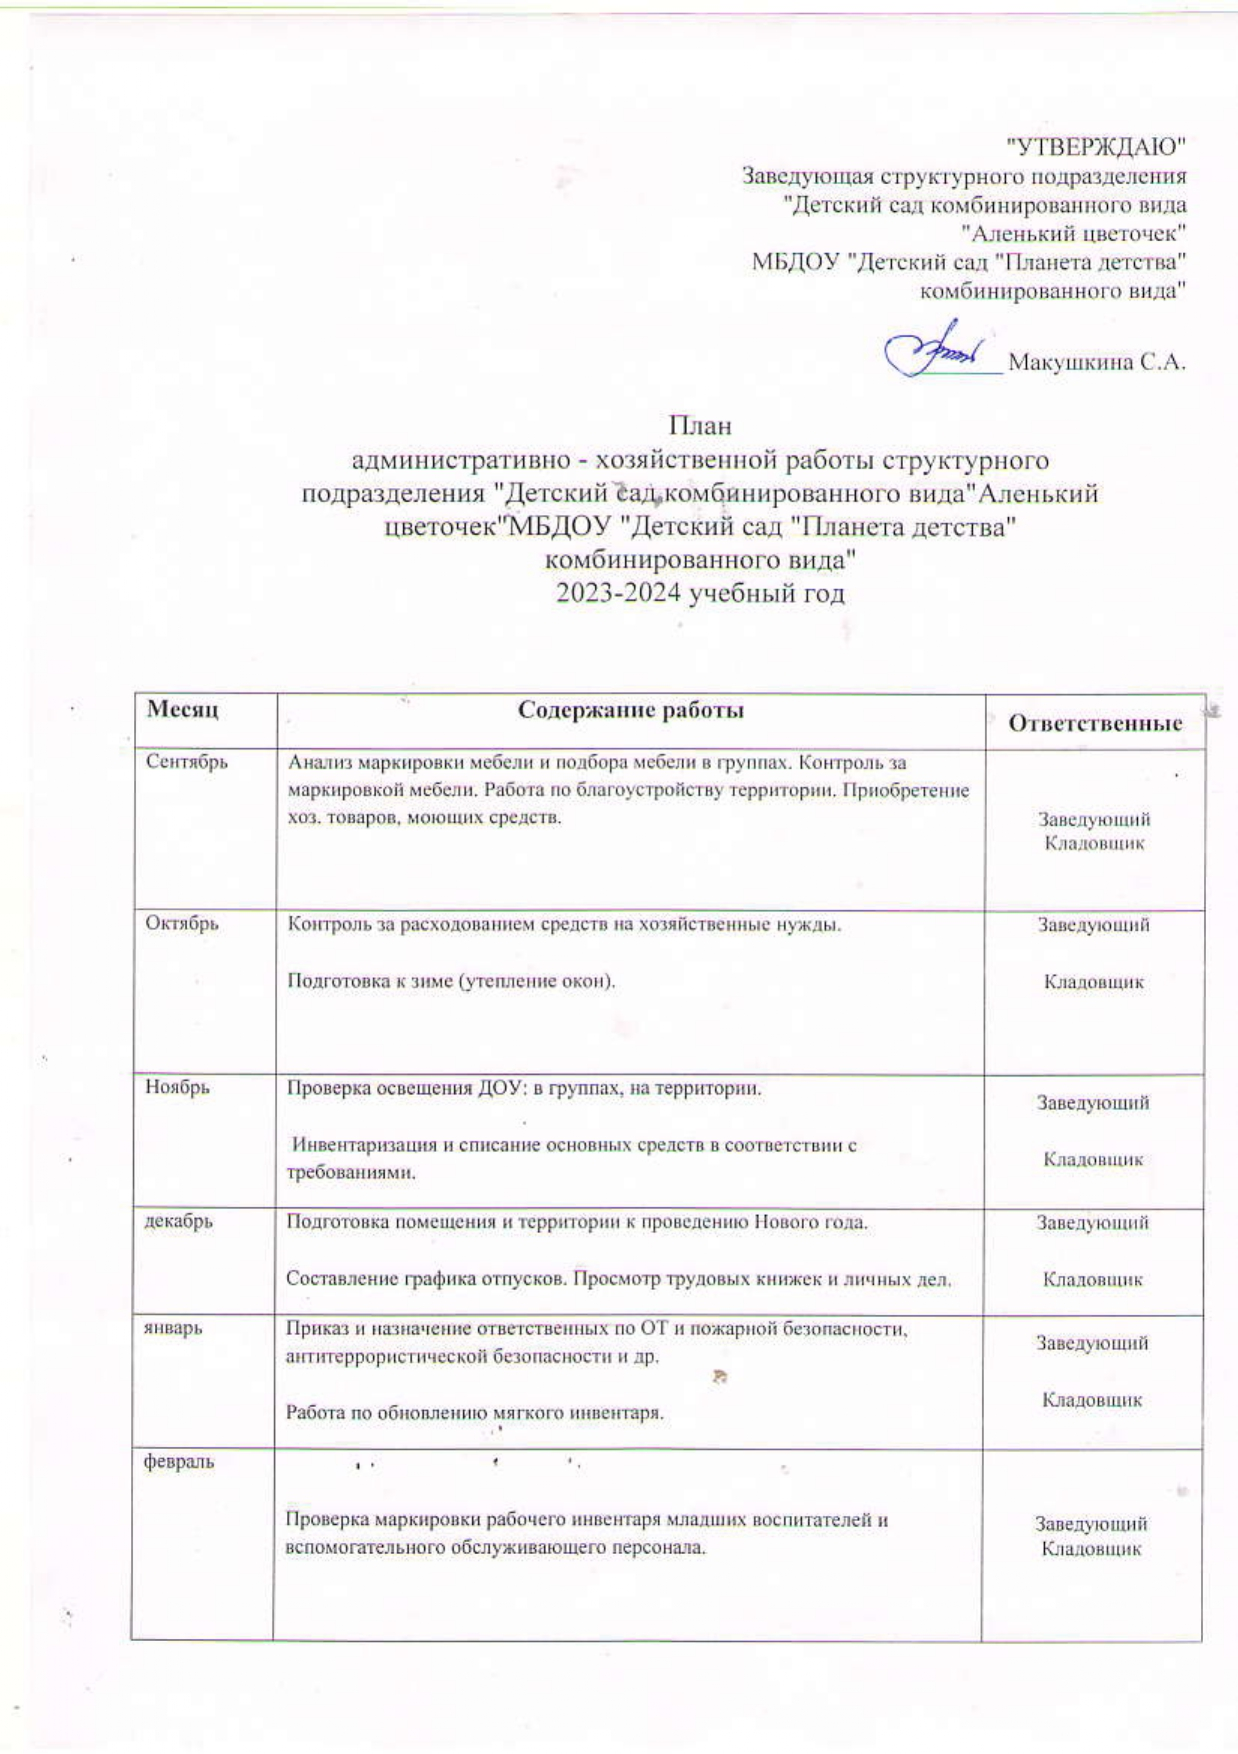 "УТВЕРЖДАЮ"
Заведующая структурного подразделения
"Детский сад комбинированного вида
"Аленький цветочек"
МБДОУ "Детский сад "Планета детства"
комбинированного вида"
Макушкина С.А.
План
административно - хозяйственной работы структурного
подразделения "Детский сад комбинированного вида"Аленький
цветочек"МБДОУ "Детский сад "Планета детства"
комбинированного вида"
2023-2024 учебный год
Месяц
Содержание работы
Ответственные
Сентябрь
Анализ маркировки мебели и подбора мебели в группах. Контроль за
маркировкой мебели. Работа по благоустройству территории. Приобретение
хоз. товаров, моющих средств.
Заведующий
Кладовщик
Октябрь
Контроль за расходованием средств на хозяйственные нужды.
Подготовка к зиме (утепление окон).
Заведующий
Кладовщик
Ноябрь
Проверка освещения ДОУ: в группах, на территории.
Инвентаризация и списание основных средств в соответствии с
требованиями.
Заведующий
Кладовщик
декабрь
Подготовка помещения и территории к проведению Нового года.
Составление графика отпусков. Просмотр трудовых книжек и личных дел.
Заведующий
Кладовщик
январь
Приказ и назначение ответственных по ОТ и пожарной безопасности,
антитеррористической безопасности и др.
Работа по обновлению мягкого инвентаря.
Заведующий
Кладовщик
февраль
Проверка маркировки рабочего инвентаря младших воспитателей и
вспомогательного обслуживающего персонала.
Заведующий
Кладовщик